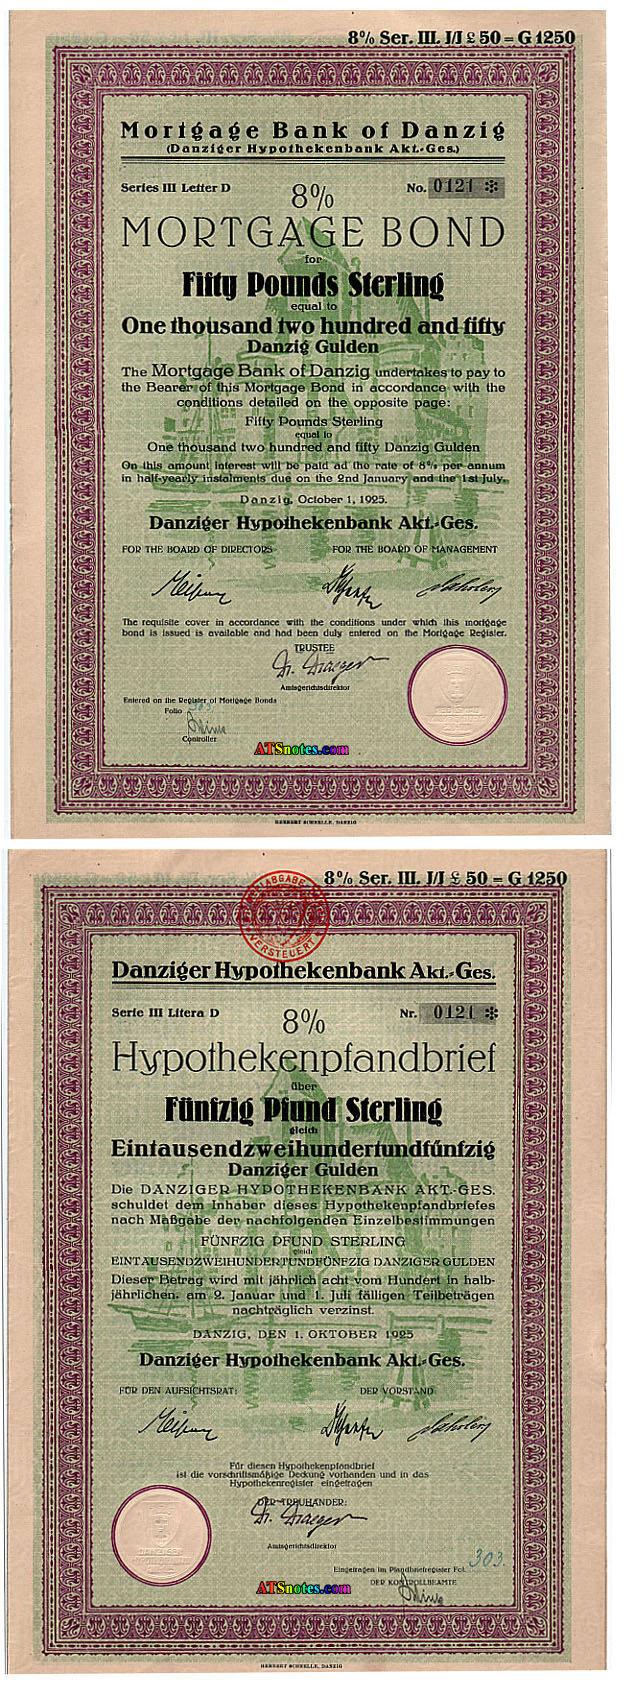 8% Ser. III. J/J £ 50 = G 1250
Mortgage Bank of Danzig
(Danziger Hypothekenbank Akt.-Ges.)
Series III Letter D
8%
No. 0121
MORTGAGE BOND
for
Fifty Pounds Sterling
equal to
One thousand two hundred and fifty
Danzig Gulden
The Mortgage Bank of Danzig undertakes to pay to
the Bearer of this Mortgage Bond in accordance with the
conditions detailed on the opposite page:
Fifty Pounds Sterling
equal to
One thousand two hundred and fifty Danzig Gulden
On this amount interest will be paid ad the rate of 8% per annum
in half-yearly instalments due on the 2nd January and the 1st July.
Danzig, October 1, 1925.
Danziger Hypothekenbank Akt.-Ges.
FOR THE BOARD OF DIRECTORS FOR THE BOARD OF MANAGEMENT
The requisite cover in accordance with the conditions under which this mortgage
bond is issued is available and had been duly entered on the Mortgage Register.
TRUSTEE
Dr. Draeger
Amtsgerichtsdirektor
Entered on the Register of Mortgage Bonds
Folio 303
Controller
ATSnotes.com
HERBERT SCHNELLE, DANZIG
8% Ser. III. J/J £ 50 = G 1250
VERSTEUERT
Danziger Hypothekenbank Akt.-Ges.
Serie III Litera D
8%
Nr. 0121
Hypothekenpfandbrief
über
Fünfzig Pfund Sterling
gleich
Eintausendzweihundertundfünfzig
Danziger Gulden
Die DANZIGER HYPOTHEKENBANK AKT.-GES.
schuldet dem Inhaber dieses Hypothekenpfandbriefes
nach Maßgabe der nachfolgenden Einzelbestimmungen
FÜNFZIG PFUND STERLING
gleich
EINTAUSENDZWEIHUNDERTUNDFÜNFZIG DANZIGER GULDEN
Dieser Betrag wird mit jährlich acht vom Hundert in halb-
jährlichen, am 2. Januar und 1. Juli fälligen Teilbeträgen
nachträglich verzinst.
DANZIG, DEN 1. OKTOBER 1925
Danziger Hypothekenbank Akt.-Ges.
FÜR DEN AUFSICHTSRAT: DER VORSTAND:
Für diesen Hypothekenpfandbrief
ist die vorschriftsmäßige Deckung vorhanden und in das
Hypothekenregister eingetragen
DER TREUHÄNDER:
Dr. Draeger
Amtsgerichtsdirektor
Eingetragen im Pfandbriefregister Fol. 303.
DER KONTROLLBEAMTE
ATSnotes.com
HERBERT SCHNELLE, DANZIG